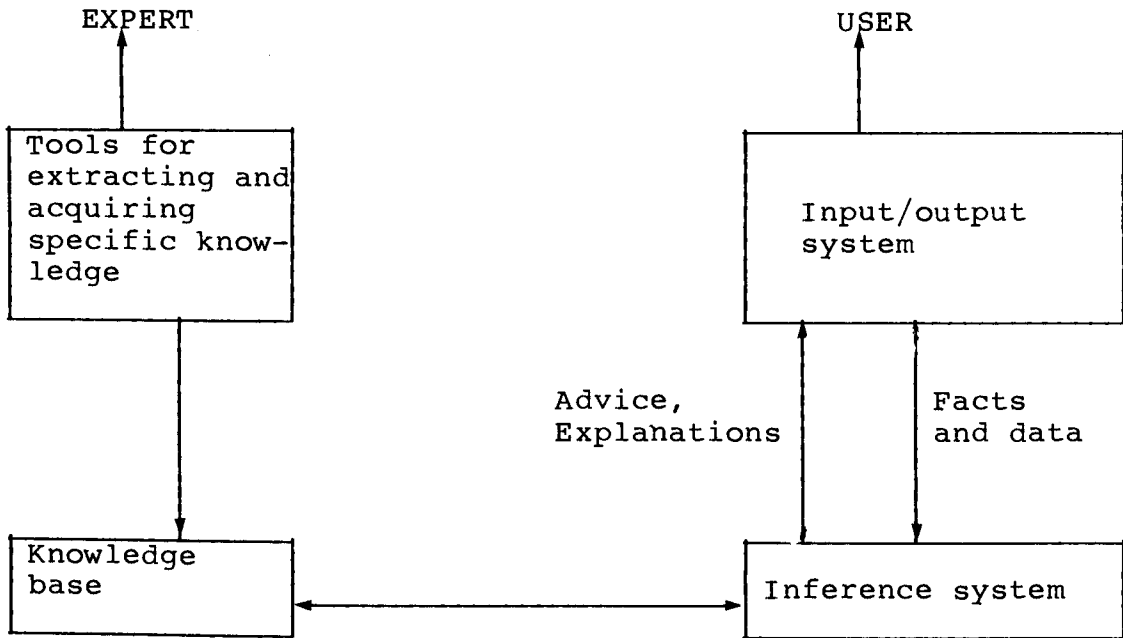 EXPERT
USER
Tools for
extracting and
acquiring
specific know-
ledge
Input/output
system
Advice,
Explanations
Facts
and data
Knowledge
base
Inference system